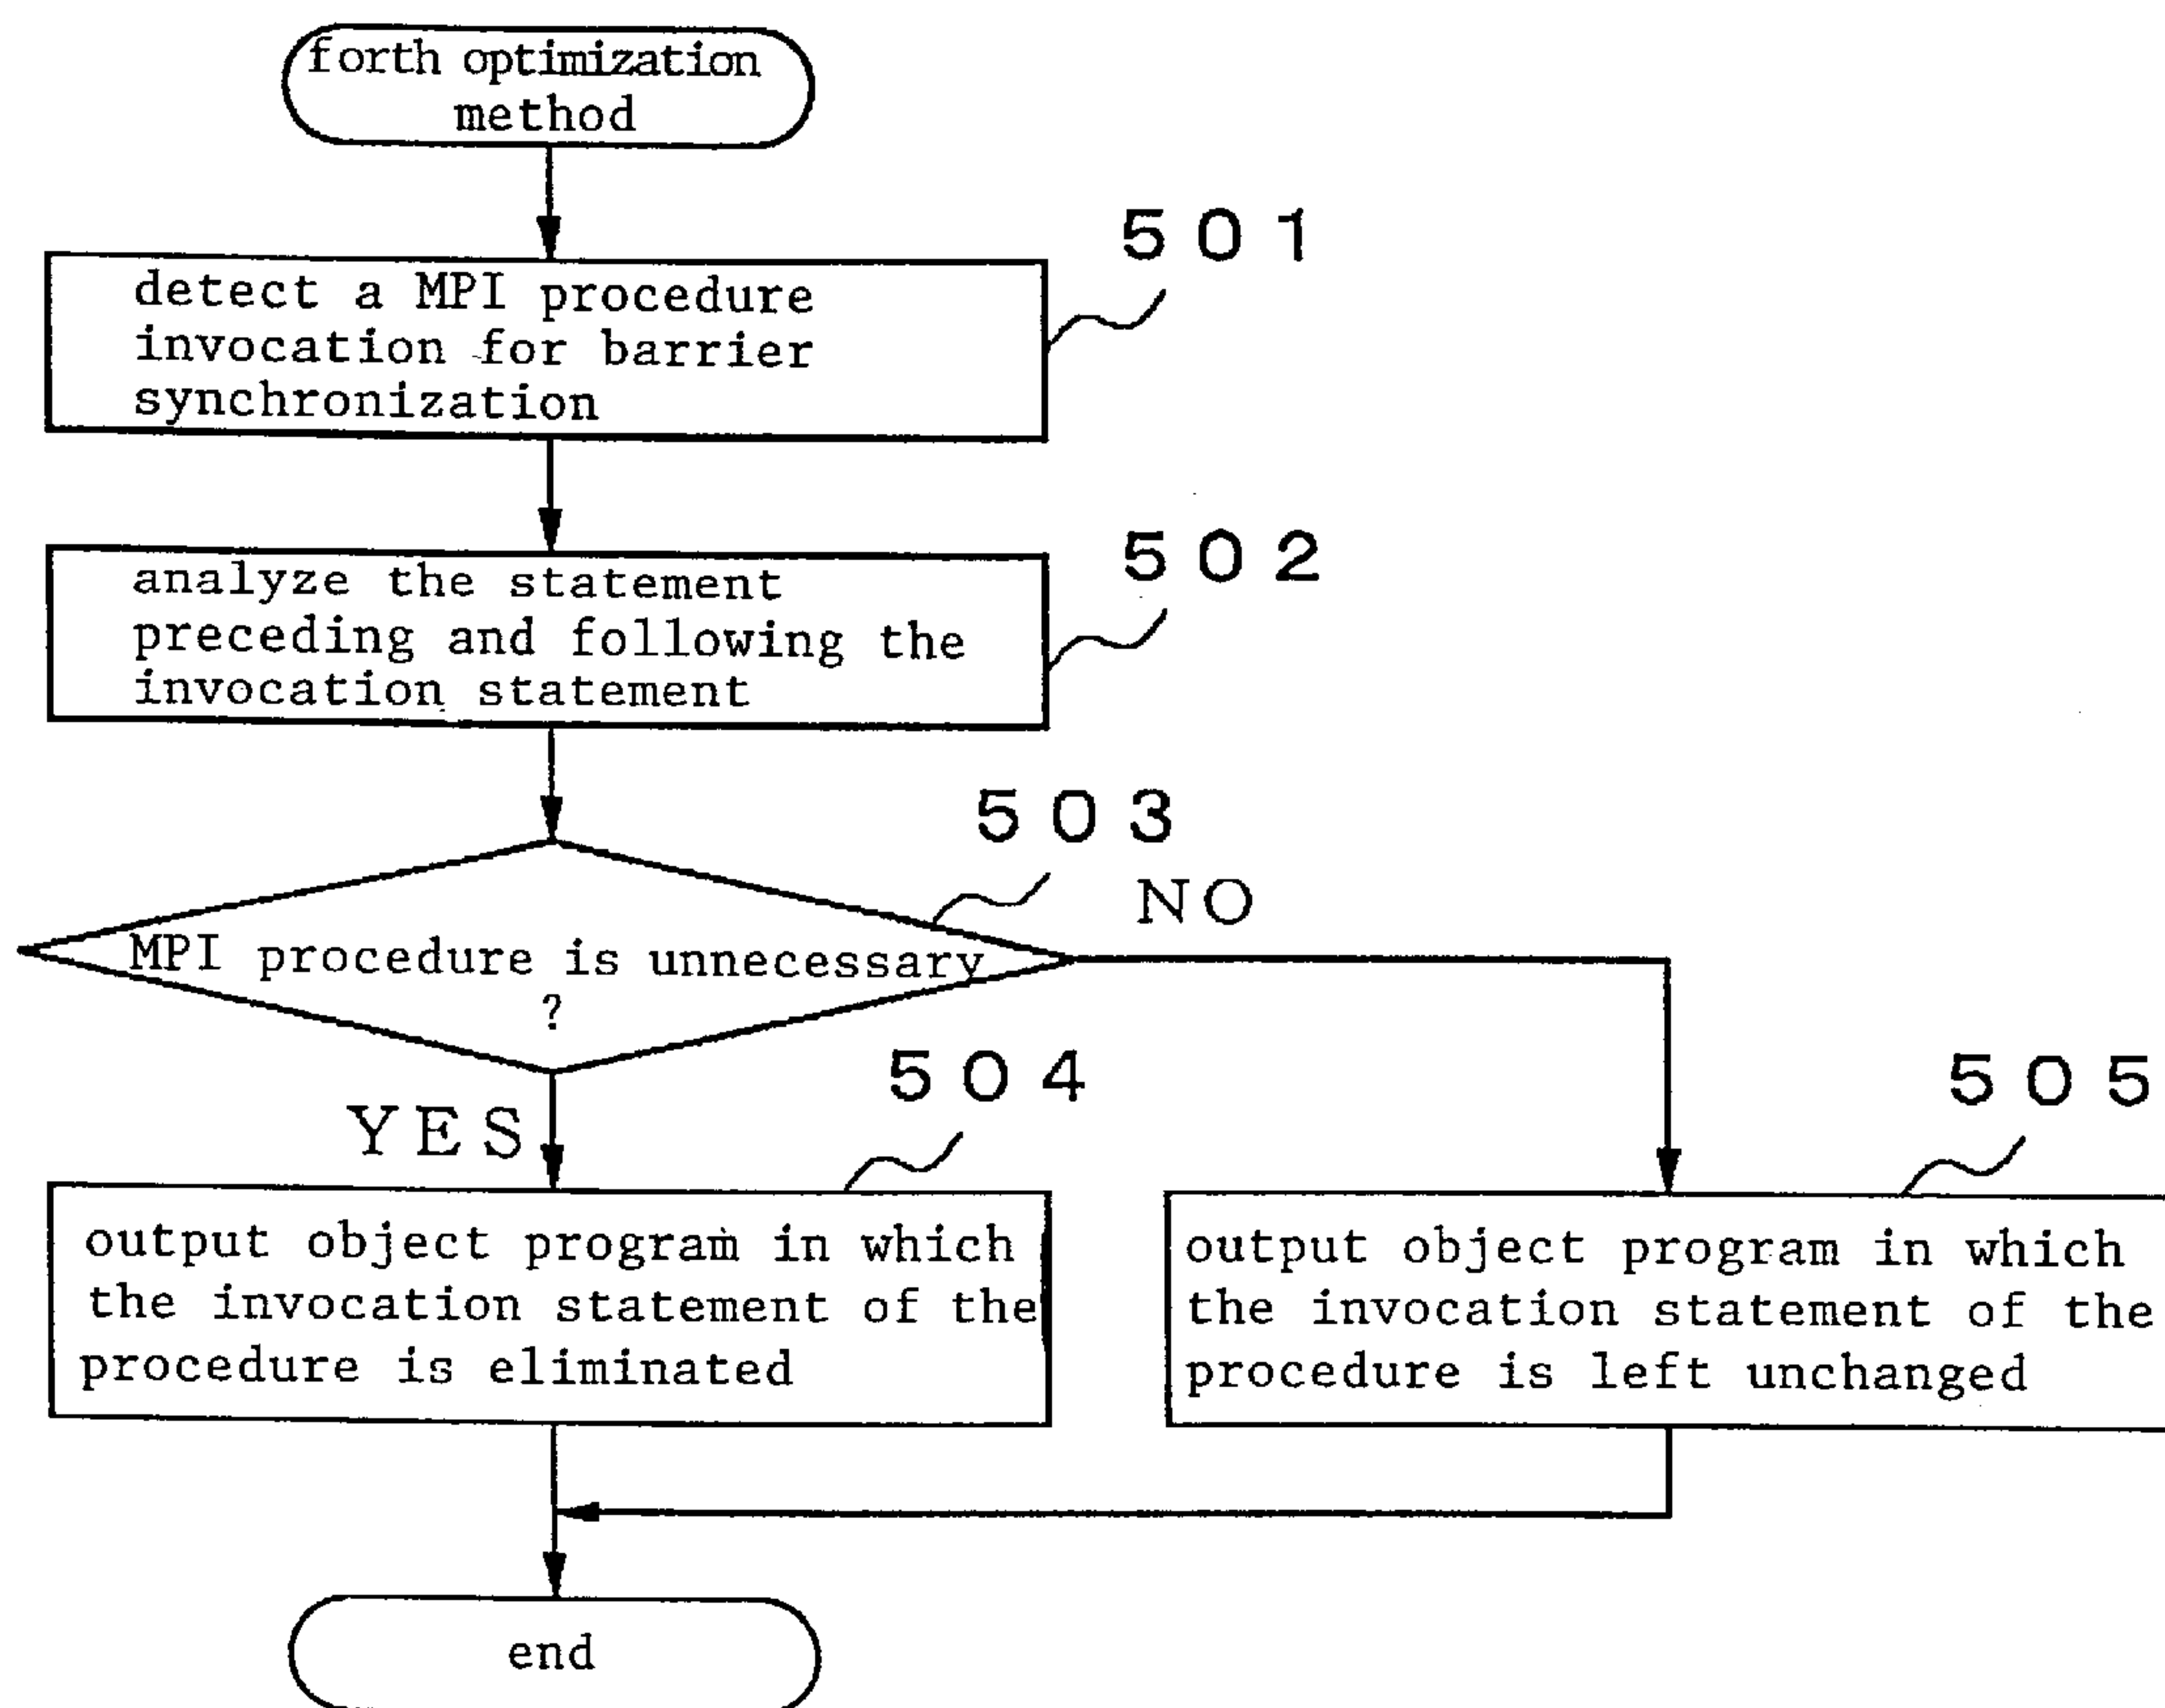 forth optimization
method
501
detect a MPI procedure
invocation for barrier
synchronization
502
analyze the statement
preceding and following the
invocation statement
503
NO
MPI procedure is unnecessary
?
504
YES
505
output object program in which
the invocation statement of the
procedure is eliminated
output object program in which
the invocation statement of the
procedure is left unchanged
end